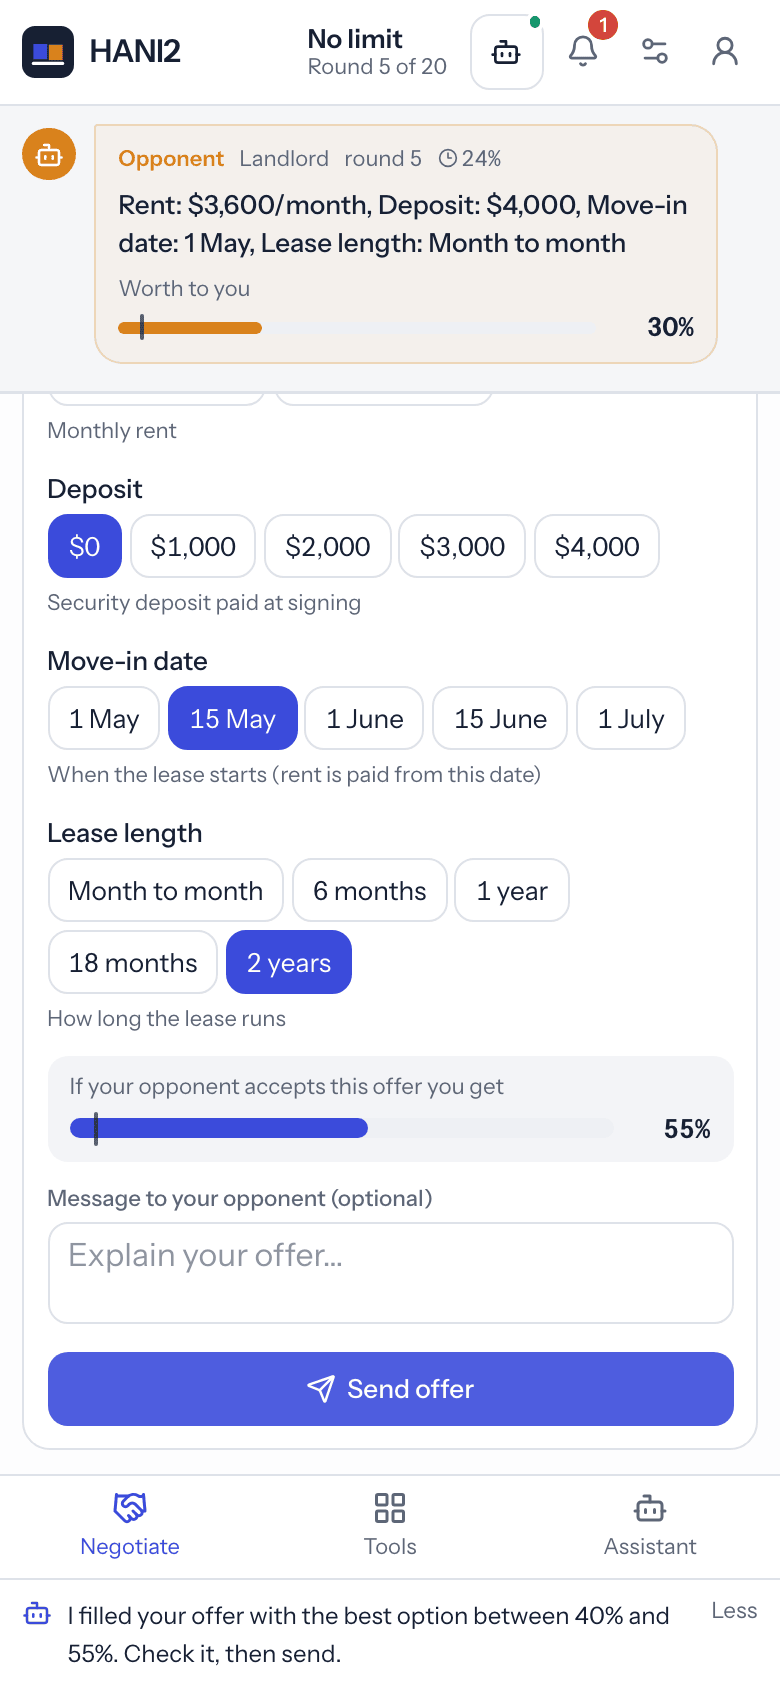 HANI2
No limit
Round 5 of 20
1
Opponent Landlord round 5 24%
Rent: $3,600/month, Deposit: $4,000, Move-in
date: 1 May, Lease length: Month to month
Worth to you
30%
Monthly rent
Deposit
$0 $1,000 $2,000 $3,000 $4,000
Security deposit paid at signing
Move-in date
1 May 15 May 1 June 15 June 1 July
When the lease starts (rent is paid from this date)
Lease length
Month to month 6 months 1 year
18 months 2 years
How long the lease runs
If your opponent accepts this offer you get
55%
Message to your opponent (optional)
Explain your offer...
Send offer
Negotiate Tools Assistant
I filled your offer with the best option between 40% and Less
55%. Check it, then send.